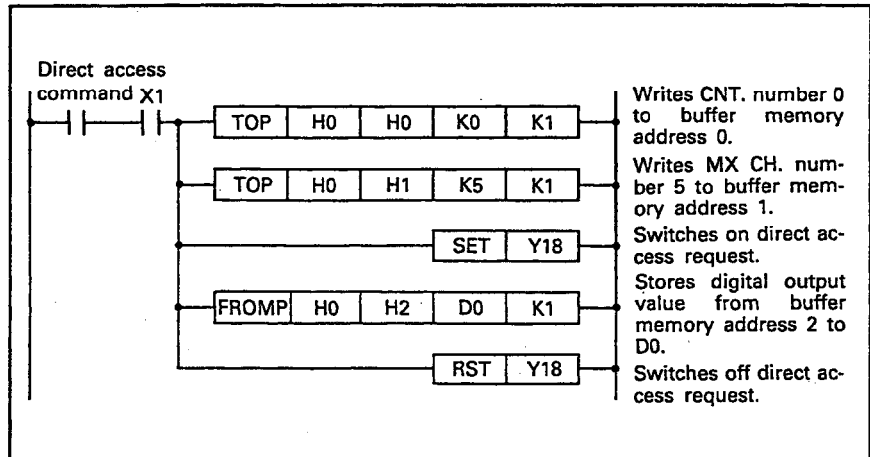 Direct access
command X1
TOP H0 H0 K0 K1
Writes CNT. number 0
to buffer memory
address 0.
TOP H0 H1 K5 K1
Writes MX CH. num-
ber 5 to buffer mem-
ory address 1.
SET Y18
Switches on direct ac-
cess request.
FROMP H0 H2 D0 K1
Stores digital output
value from buffer
memory address 2 to
D0.
RST Y18
Switches off direct ac-
cess request.